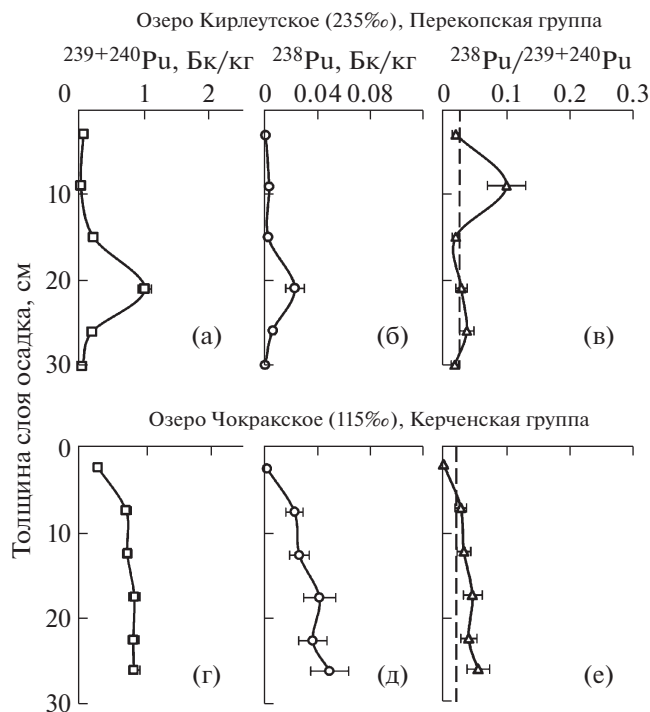 Озеро Кирлеутское (235‰), Перекопская группа
²³⁹⁺²⁴⁰Pu, Бк/кг ²³⁸Pu, Бк/кг ²³⁸Pu/²³⁹⁺²⁴⁰Pu
0 1 2 0 0.04 0.08 0 0.1 0.2 0.3
10
20
30
(а) (б) (в)
Толщина слоя осадка, см
Озеро Чокракское (115‰), Керченская группа
0
10
20
30
(г) (д) (е)